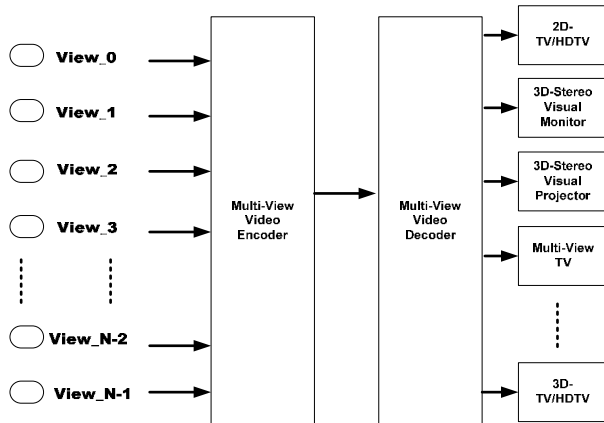 View_0
View_1
View_2
View_3
View_N-2
View_N-1
Multi-View
Video
Encoder
Multi-View
Video
Decoder
2D-
TV/HDTV
3D-Stereo
Visual
Monitor
3D-Stereo
Visual
Projector
Multi-View
TV
3D-
TV/HDTV